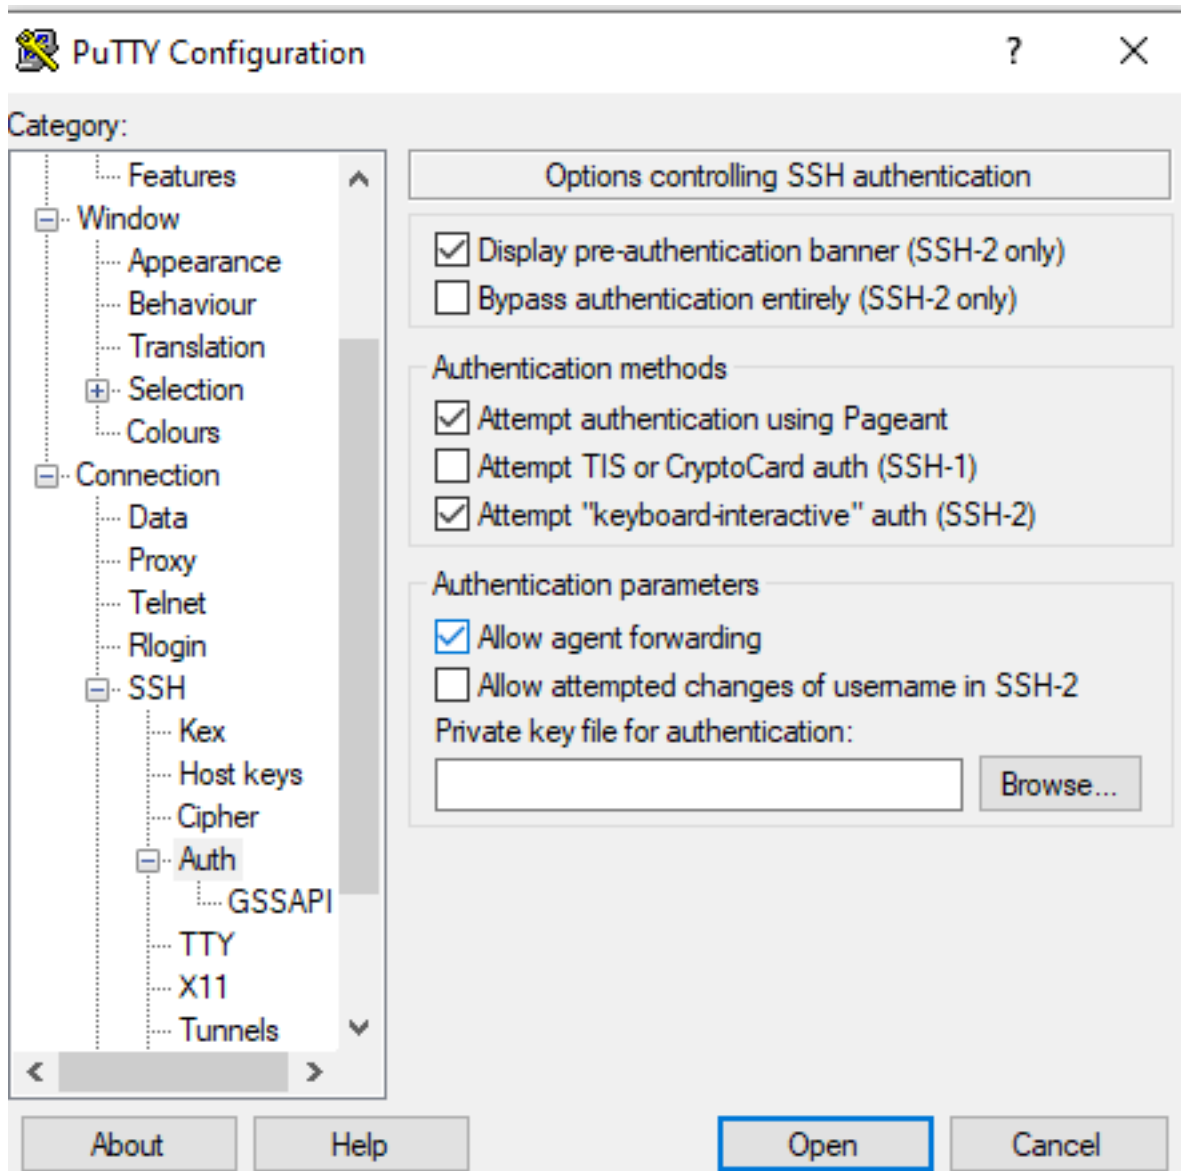 PuTTY Configuration
?
Category:
Features
Window
Appearance
Behaviour
Translation
Selection
Colours
Connection
Data
Proxy
Telnet
Rlogin
SSH
Kex
Host keys
Cipher
Auth
GSSAPI
TTY
X11
Tunnels
Options controlling SSH authentication
Display pre-authentication banner (SSH-2 only)
Bypass authentication entirely (SSH-2 only)
Authentication methods
Attempt authentication using Pageant
Attempt TIS or CryptoCard auth (SSH-1)
Attempt "keyboard-interactive" auth (SSH-2)
Authentication parameters
Allow agent forwarding
Allow attempted changes of username in SSH-2
Private key file for authentication:
Browse...
About
Help
Open
Cancel